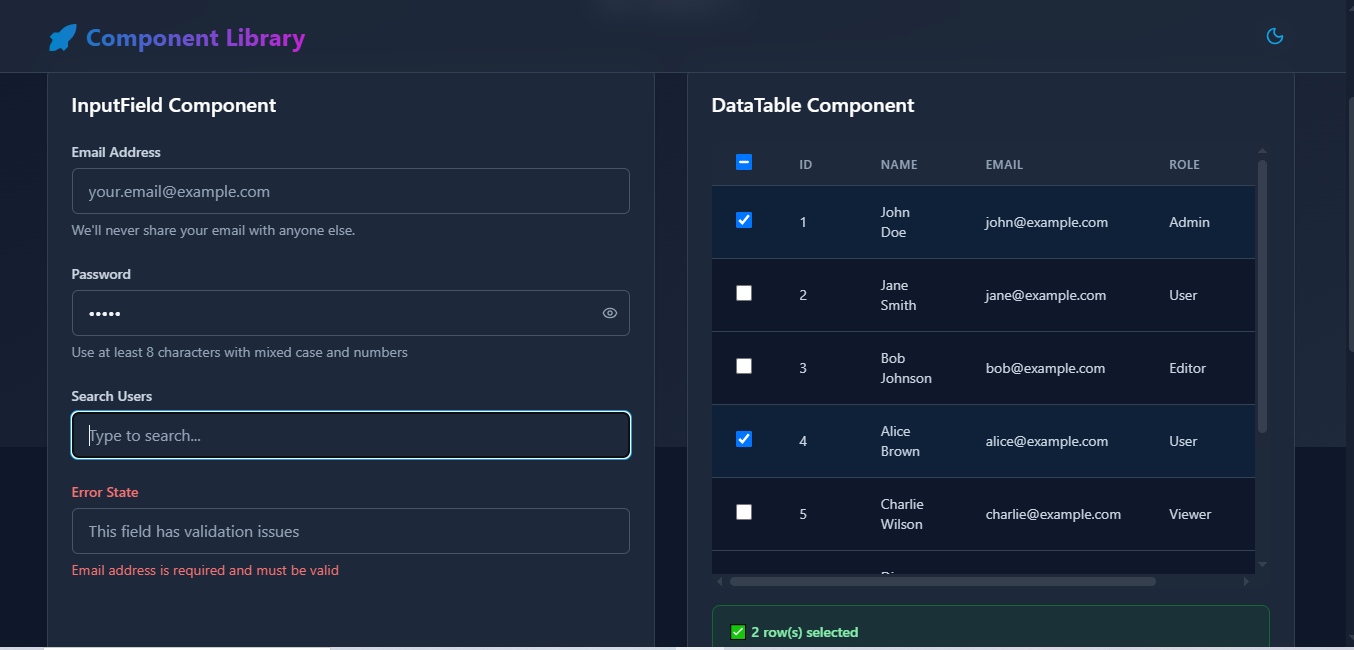 Component Library
InputField Component
Email Address
your.email@example.com
We'll never share your email with anyone else.
Password
•••••
Use at least 8 characters with mixed case and numbers
Search Users
Type to search...
Error State
This field has validation issues
Email address is required and must be valid
DataTable Component
ID NAME EMAIL ROLE
1 John Doe john@example.com Admin
2 Jane Smith jane@example.com User
3 Bob Johnson bob@example.com Editor
4 Alice Brown alice@example.com User
5 Charlie Wilson charlie@example.com Viewer
✅ 2 row(s) selected